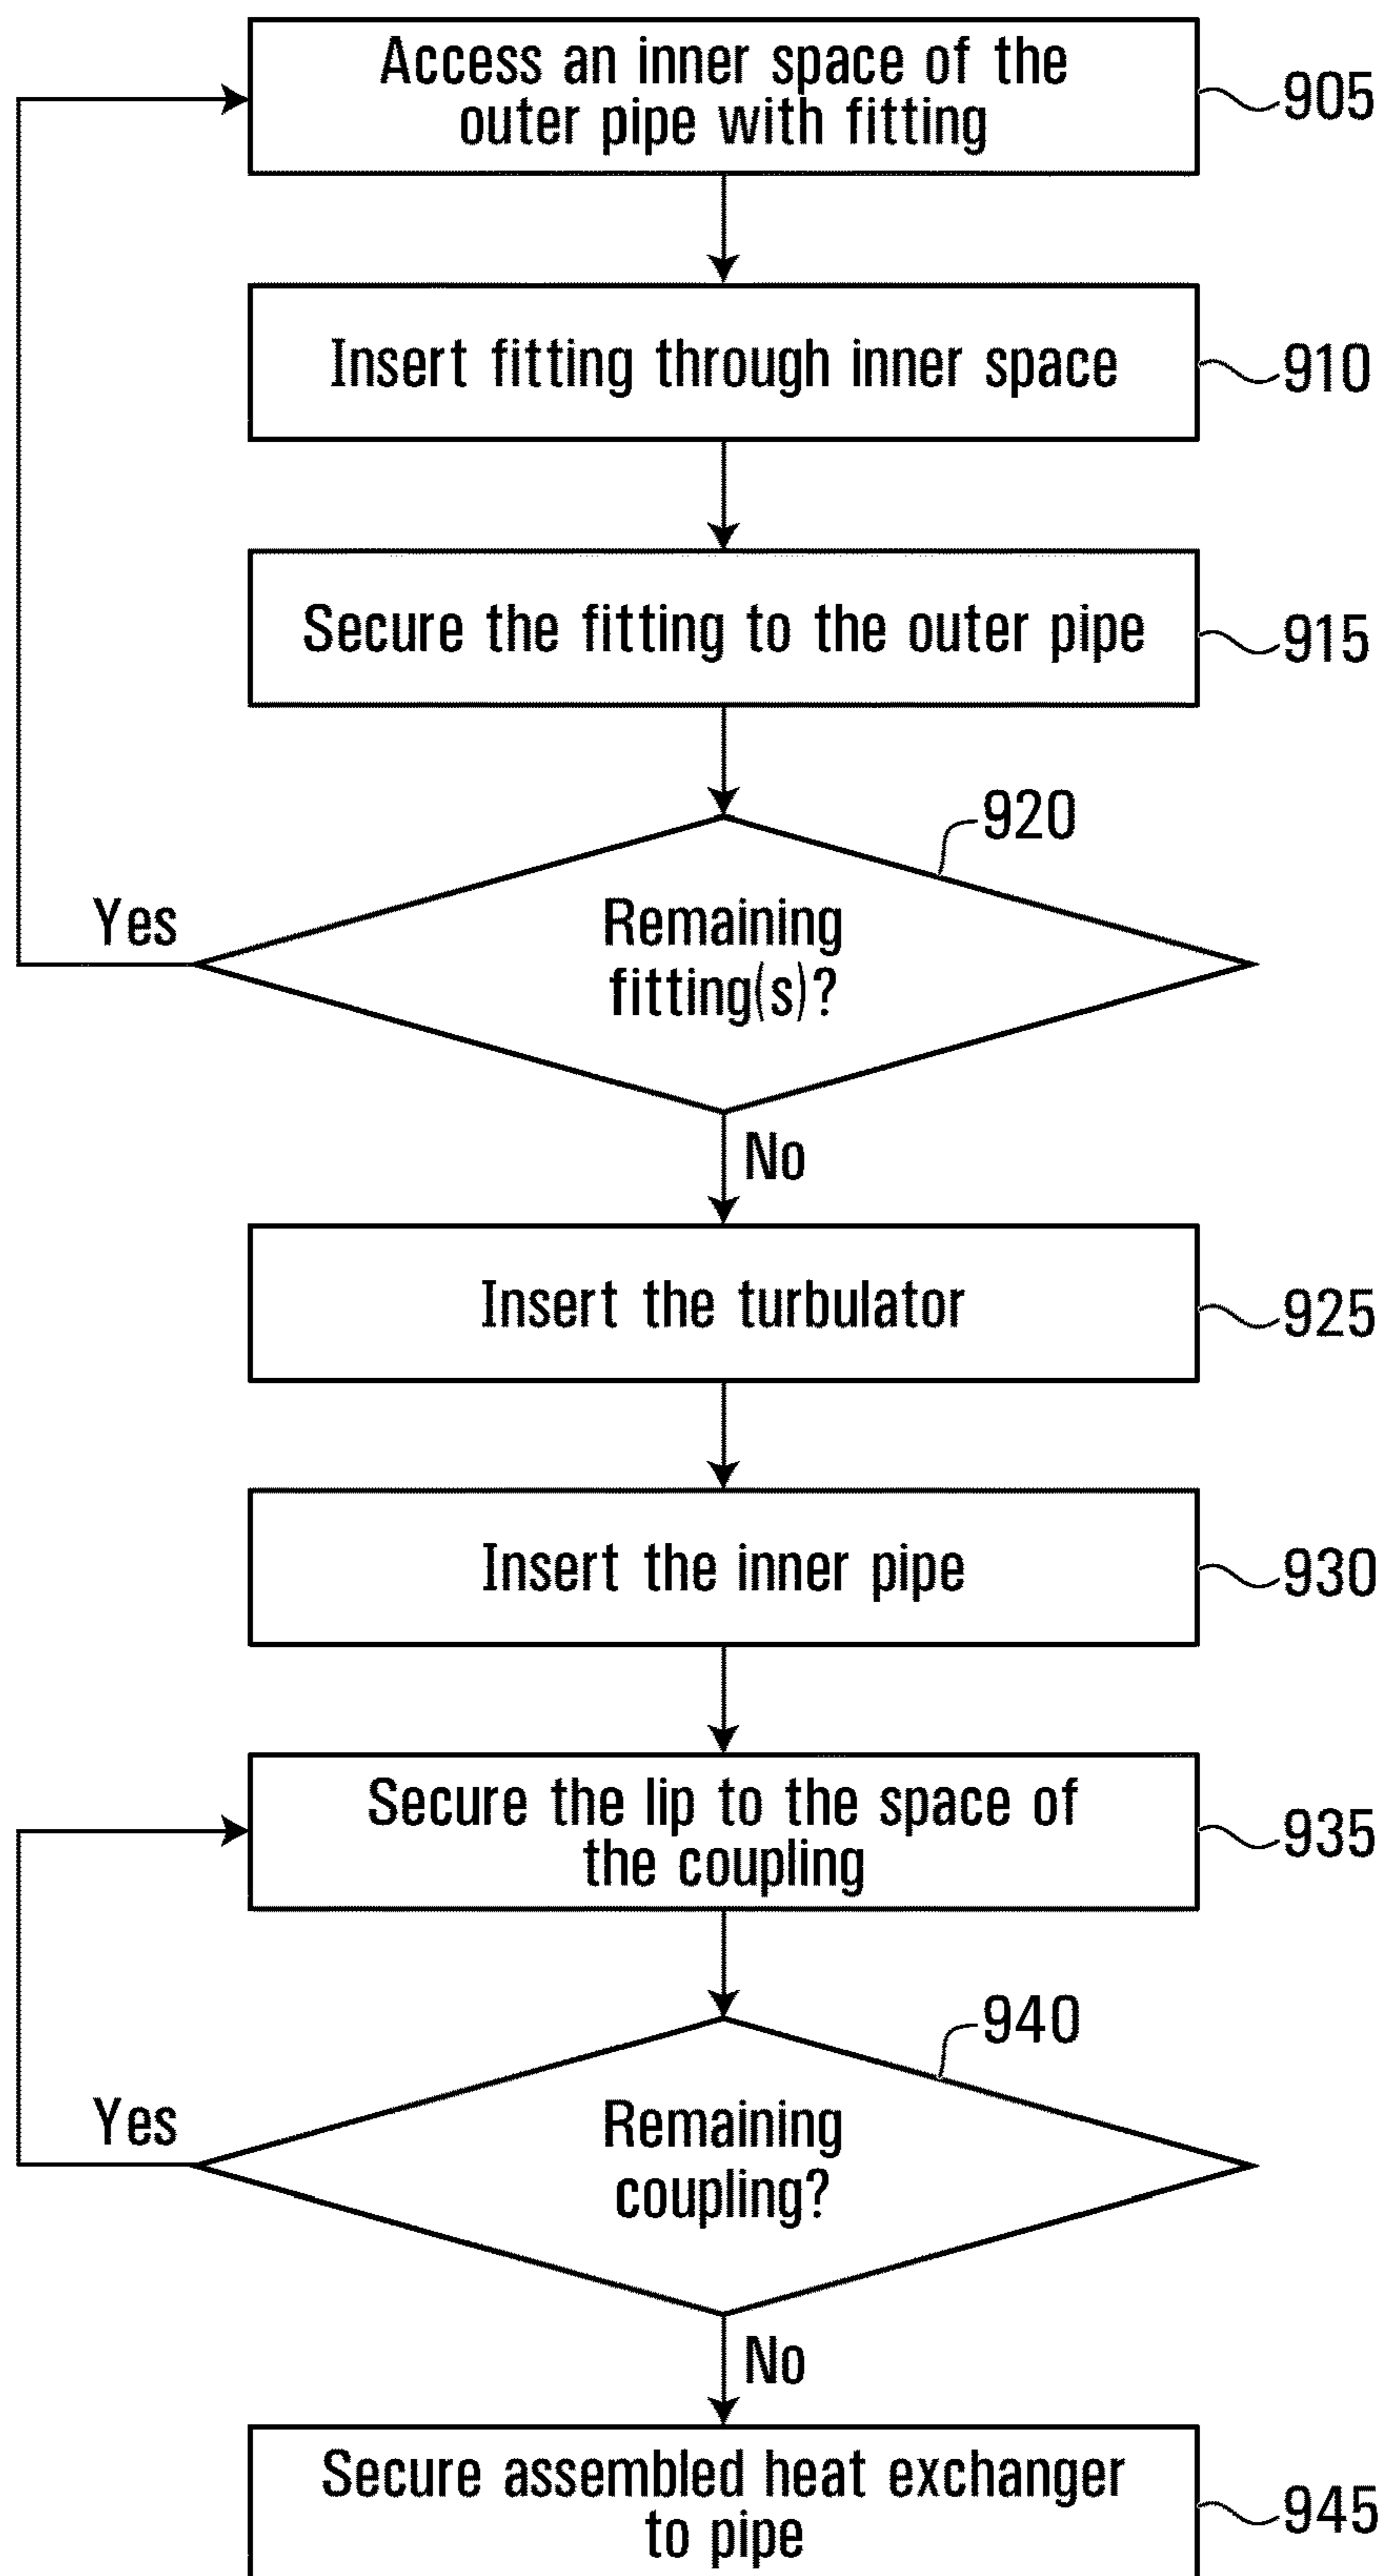 Access an inner space of the
outer pipe with fitting
905
Insert fitting through inner space
910
Secure the fitting to the outer pipe
915
920
Remaining
fitting(s)?
Yes
No
Insert the turbulator
925
Insert the inner pipe
930
Secure the lip to the space of
the coupling
935
940
Remaining
coupling?
Yes
No
Secure assembled heat exchanger
to pipe
945